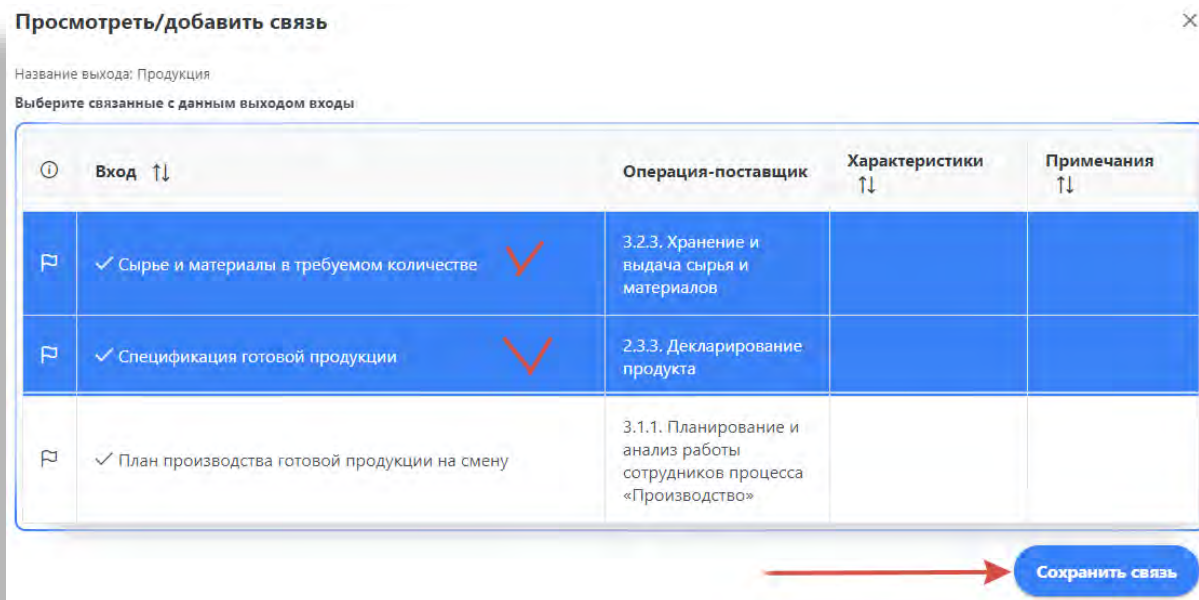 Просмотреть/добавить связь
Название выхода: Продукция
Выберите связанные с данным выходом входы
Вход
Операция-поставщик
Характеристики
Примечания
Сырье и материалы в требуемом количестве
3.2.3. Хранение и
выдача сырья и
материалов
Спецификация готовой продукции
2.3.3. Декларирование
продукта
План производства готовой продукции на смену
3.1.1. Планирование и
анализ работы
сотрудников процесса
«Производство»
Сохранить связь